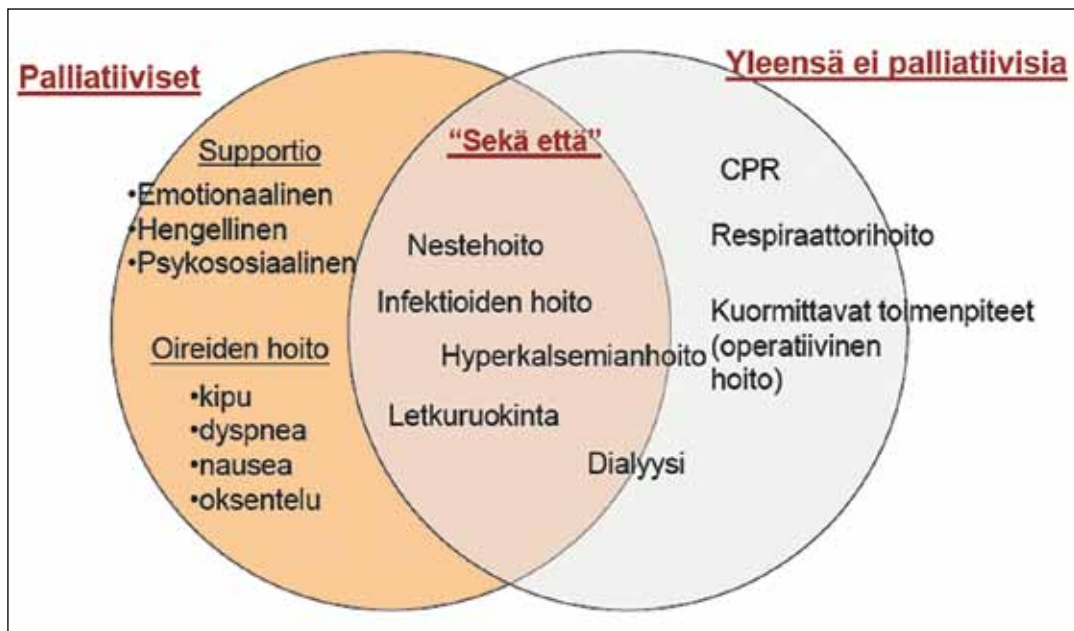 Palliatiiviset
Supportio
•Emotionaalinen
•Hengellinen
•Psykososiaalinen
Oireiden hoito
•kipu
•dyspnea
•nausea
•oksentelu
“Sekä että”
Nestehoito
Infektioiden hoito
Hyperkalsemianhoito
Letkuruokinta
Dialyysi
Yleensä ei palliatiivisia
CPR
Respiraattorihoito
Kuormittavat toimenpiteet
(operatiivinen
hoito)